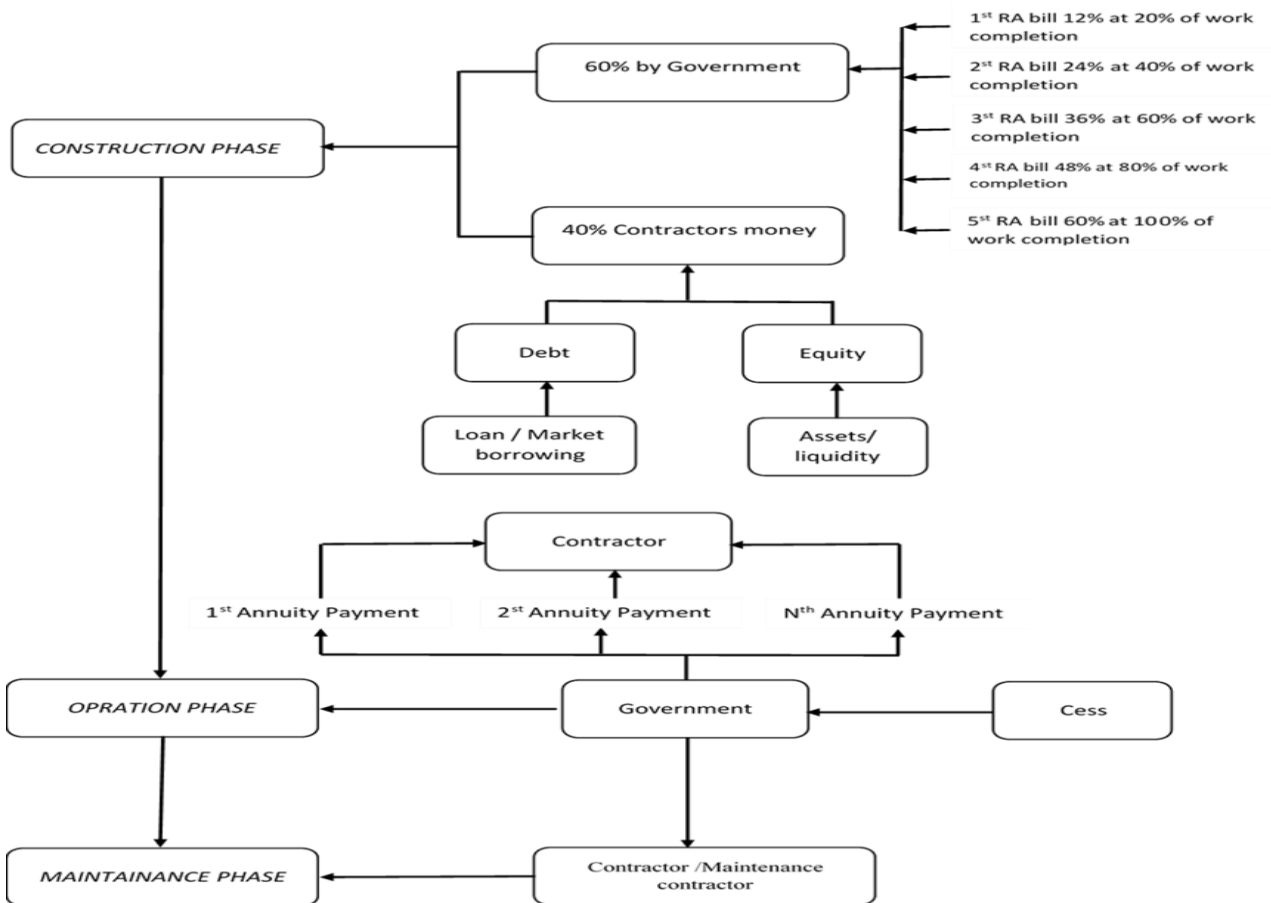 1st RA bill 12% at 20% of work
completion
60% by Government
2st RA bill 24% at 40% of work
completion
3st RA bill 36% at 60% of work
completion
CONSTRUCTION PHASE
4st RA bill 48% at 80% of work
completion
40% Contractors money
5st RA bill 60% at 100% of
work completion
Debt
Equity
Loan / Market
borrowing
Assets/
liquidity
Contractor
1st Annuity Payment
2st Annuity Payment
Nth Annuity Payment
OPRATION PHASE
Government
Cess
MAINTAINANCE PHASE
Contractor /Maintenance
contractor